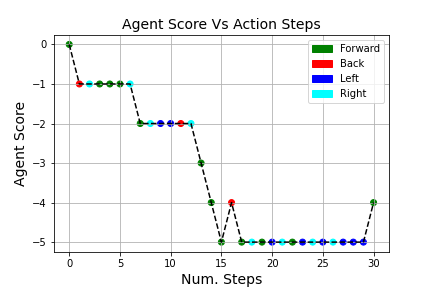 Agent Score Vs Action Steps
0
−1
−2
−3
−4
−5
Agent Score
Forward
Back
Left
Right
0 5 10 15 20 25 30
Num. Steps